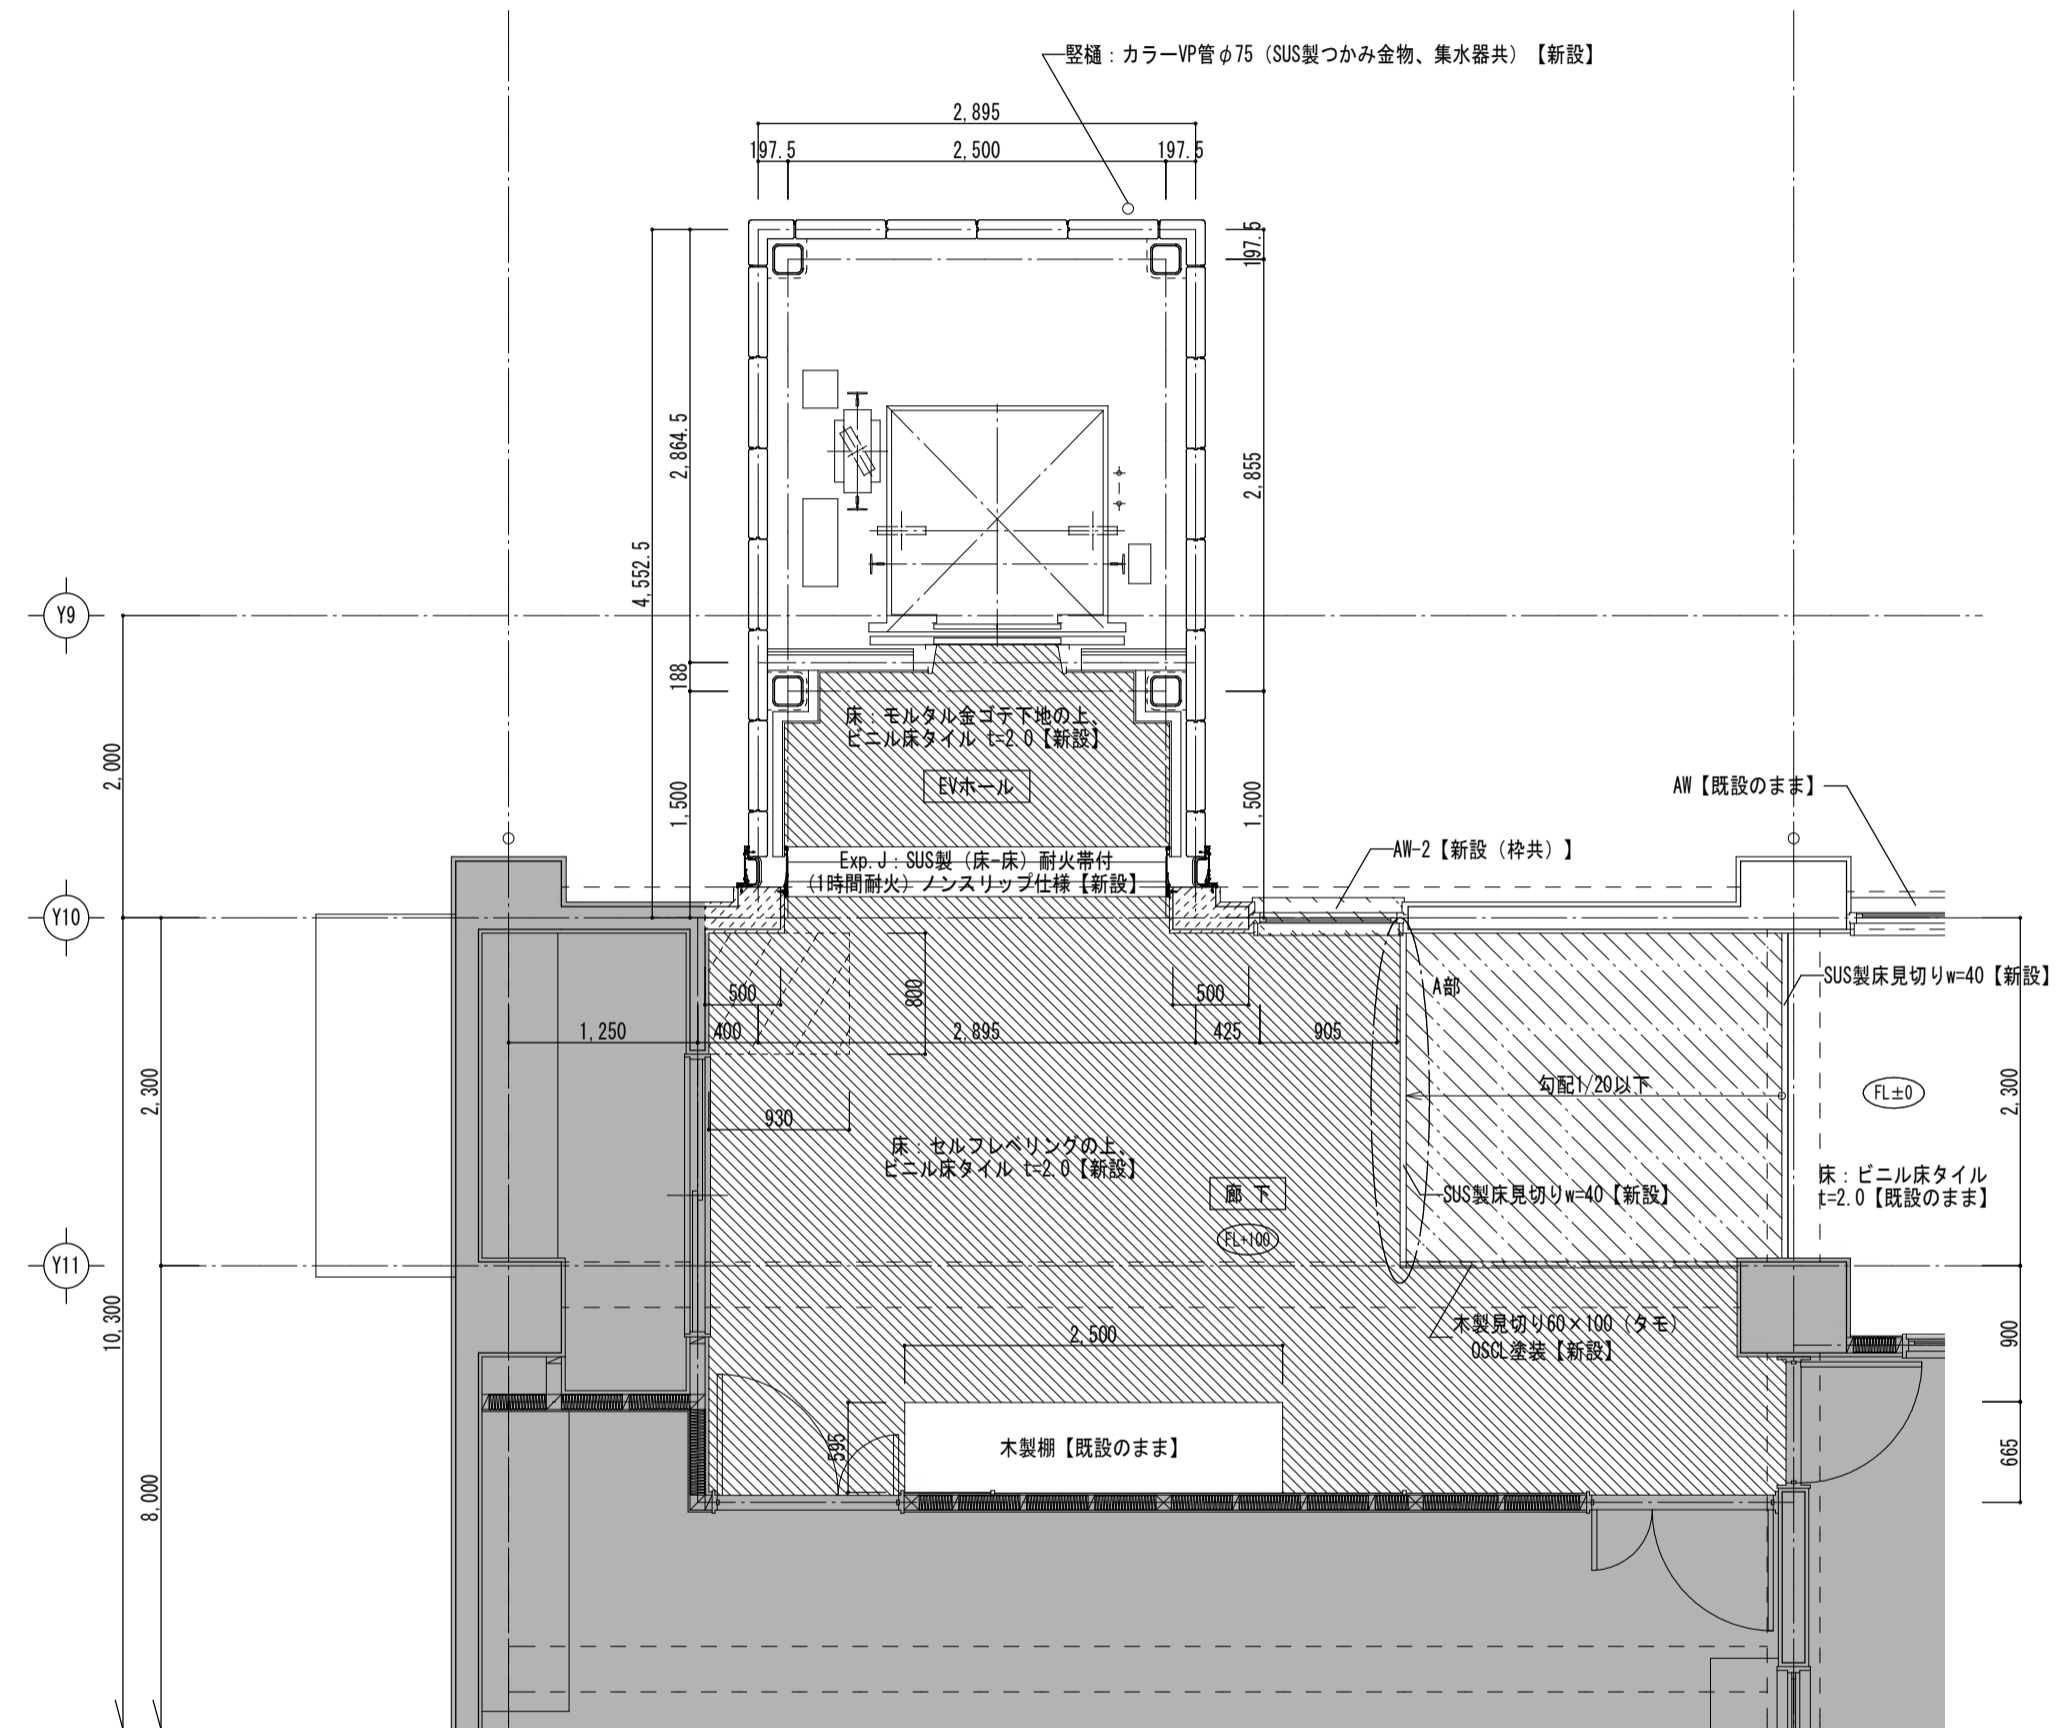 竪樋：カラーVP管φ75（SUS製つかみ金物、集水器共）【新設】
2,895
197.5
2,500
197.5
197.5
2,864.5
2,855
4,552.5
Y9
188
床：モルタル金ゴテ下地の上、
ビニル床タイル t=2.0【新設】
2,000
EVホール
1,500
1,500
AW【既設のまま】
AW-2【新設（枠共）】
Exp.J：SUS製（床-床）耐火帯付
（1時間耐火）ノンスリップ仕様【新設】
Y10
SUS製床見切りw=40【新設】
A部
500
800
500
1,250
400
2,895
425
905
勾配1/20以下
FL±0
2,300
2,300
930
床：セルフレベリングの上、
ビニル床タイル t=2.0【新設】
廊 下
SUS製床見切りw=40【新設】
床：ビニル床タイル
t=2.0【既設のまま】
FL+100
Y11
10,300
木製見切り60×100（タモ）
OSCL塗装【新設】
2,500
900
595
木製棚【既設のまま】
665
8,000